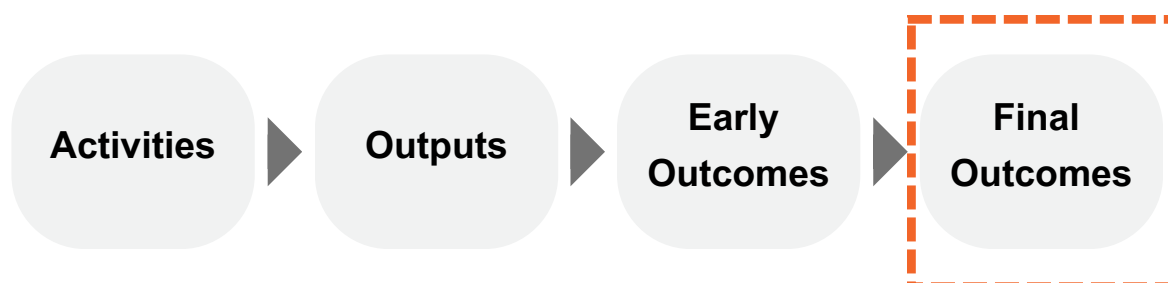 Activities
Outputs
Early
Outcomes
Final
Outcomes